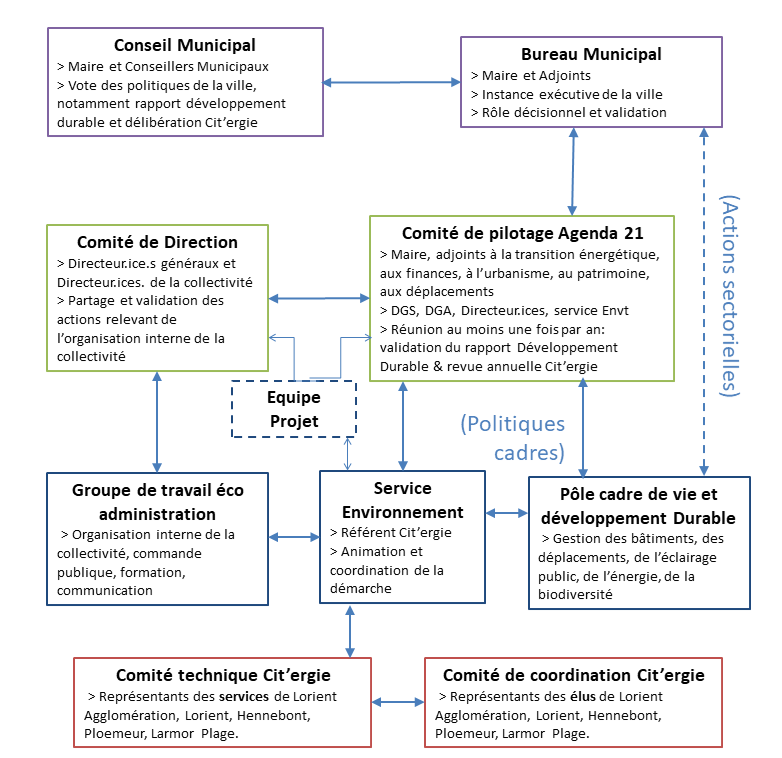 Conseil Municipal
> Maire et Conseillers Municipaux
> Vote des politiques de la ville,
notamment rapport développement
durable et délibération Cit’ergie
Bureau Municipal
> Maire et Adjoints
> Instance exécutive de la ville
> Rôle décisionnel et validation
(Actions sectorielles)
Comité de Direction
> Directeur.ice.s généraux et
Directeur.ices. de la collectivité
> Partage et validation des
actions relevant de
l’organisation interne de la
collectivité
Comité de pilotage Agenda 21
> Maire, adjoints à la transition énergétique,
aux finances, à l’urbanisme, au patrimoine,
aux déplacements
> DGS, DGA, Directeur.ices, service Envt
> Réunion au moins une fois par an:
validation du rapport Développement
Durable & revue annuelle Cit’ergie
Equipe
Projet
(Politiques
cadres)
Groupe de travail éco
administration
> Organisation interne de la
collectivité, commande
publique, formation,
communication
Service
Environnement
> Référent Cit’ergie
> Animation et
coordination de la
démarche
Pôle cadre de vie et
développement Durable
> Gestion des bâtiments, des
déplacements, de l’éclairage
public, de l’énergie, de la
biodiversité
Comité technique Cit’ergie
> Représentants des services de Lorient
Agglomération, Lorient, Hennebont,
Ploemeur, Larmor Plage.
Comité de coordination Cit’ergie
> Représentants des élus de Lorient
Agglomération, Lorient, Hennebont,
Ploemeur, Larmor Plage.